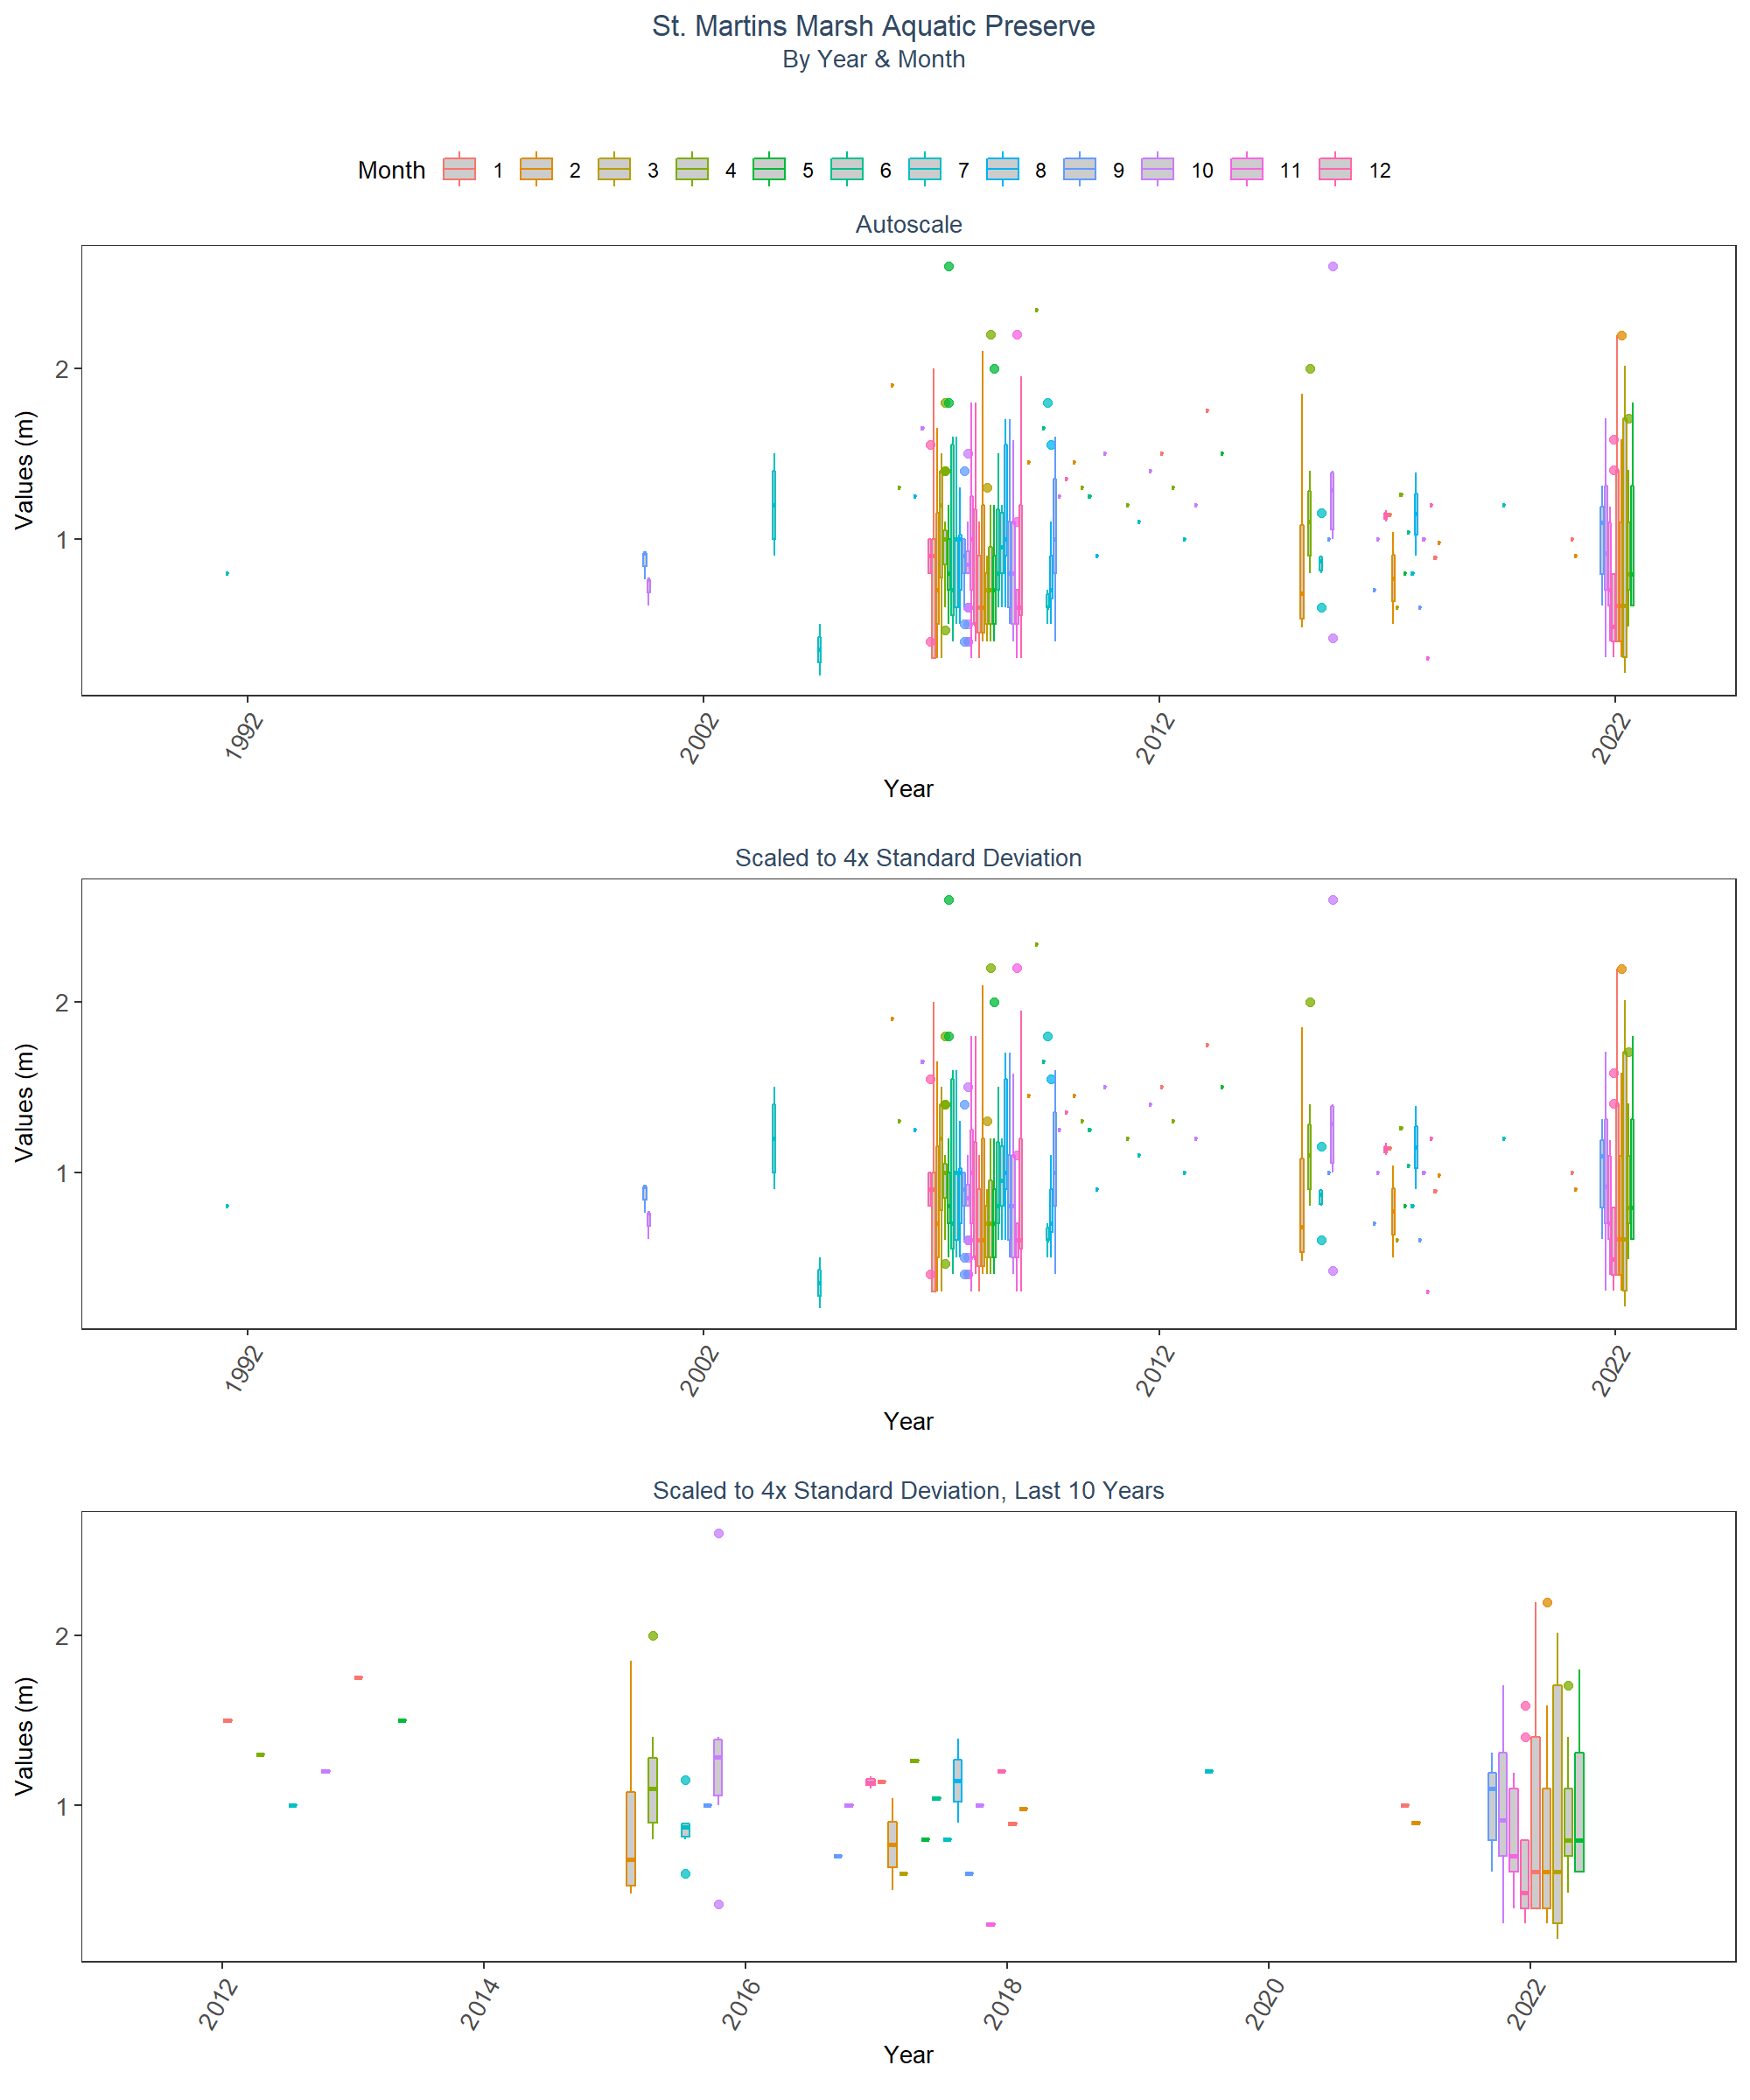 St. Martins Marsh Aquatic Preserve
By Year & Month
Month 1 2 3 4 5 6 7 8 9 10 11 12
Autoscale
Values (m)
2
1
1992 2002 2012 2022
Year
Scaled to 4x Standard Deviation
Values (m)
2
1
1992 2002 2012 2022
Year
Scaled to 4x Standard Deviation, Last 10 Years
Values (m)
2
1
2012 2014 2016 2018 2020 2022
Year